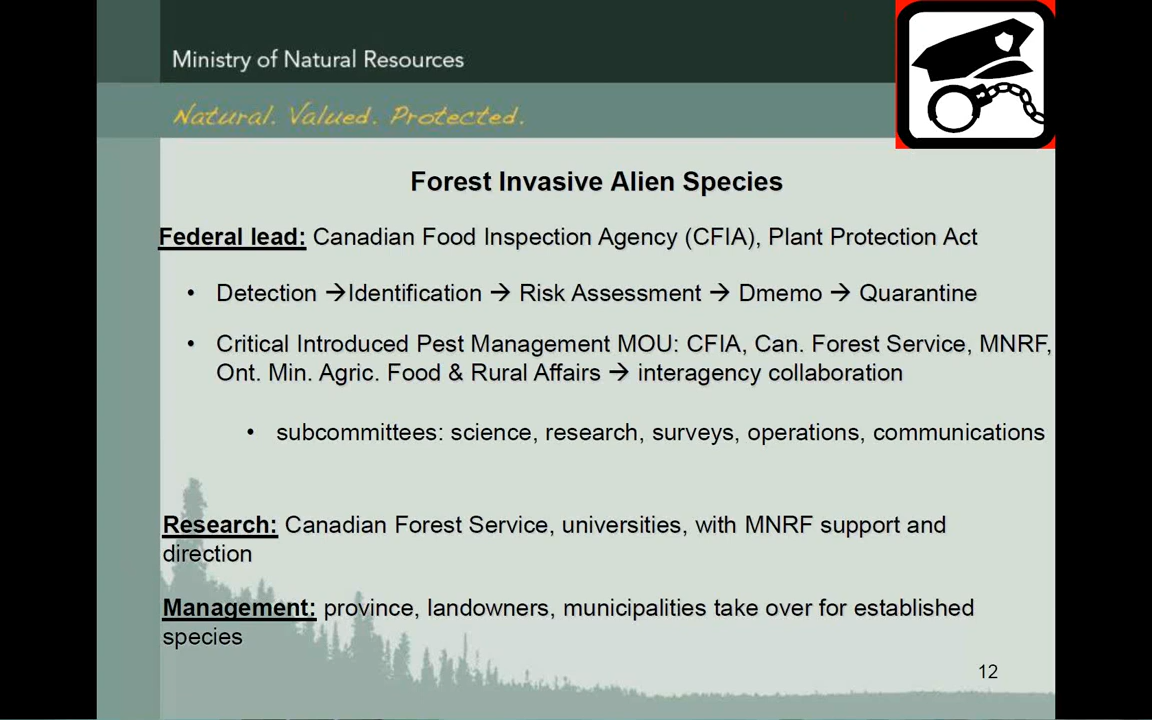 Ministry of Natural Resources
Natural. Valued. Protected.
Forest Invasive Alien Species
Federal lead: Canadian Food Inspection Agency (CFIA), Plant Protection Act
• Detection →Identification → Risk Assessment → Dmemo → Quarantine
• Critical Introduced Pest Management MOU: CFIA, Can. Forest Service, MNRF,
Ont. Min. Agric. Food & Rural Affairs → interagency collaboration
• subcommittees: science, research, surveys, operations, communications
Research: Canadian Forest Service, universities, with MNRF support and
direction
Management: province, landowners, municipalities take over for established
species
12